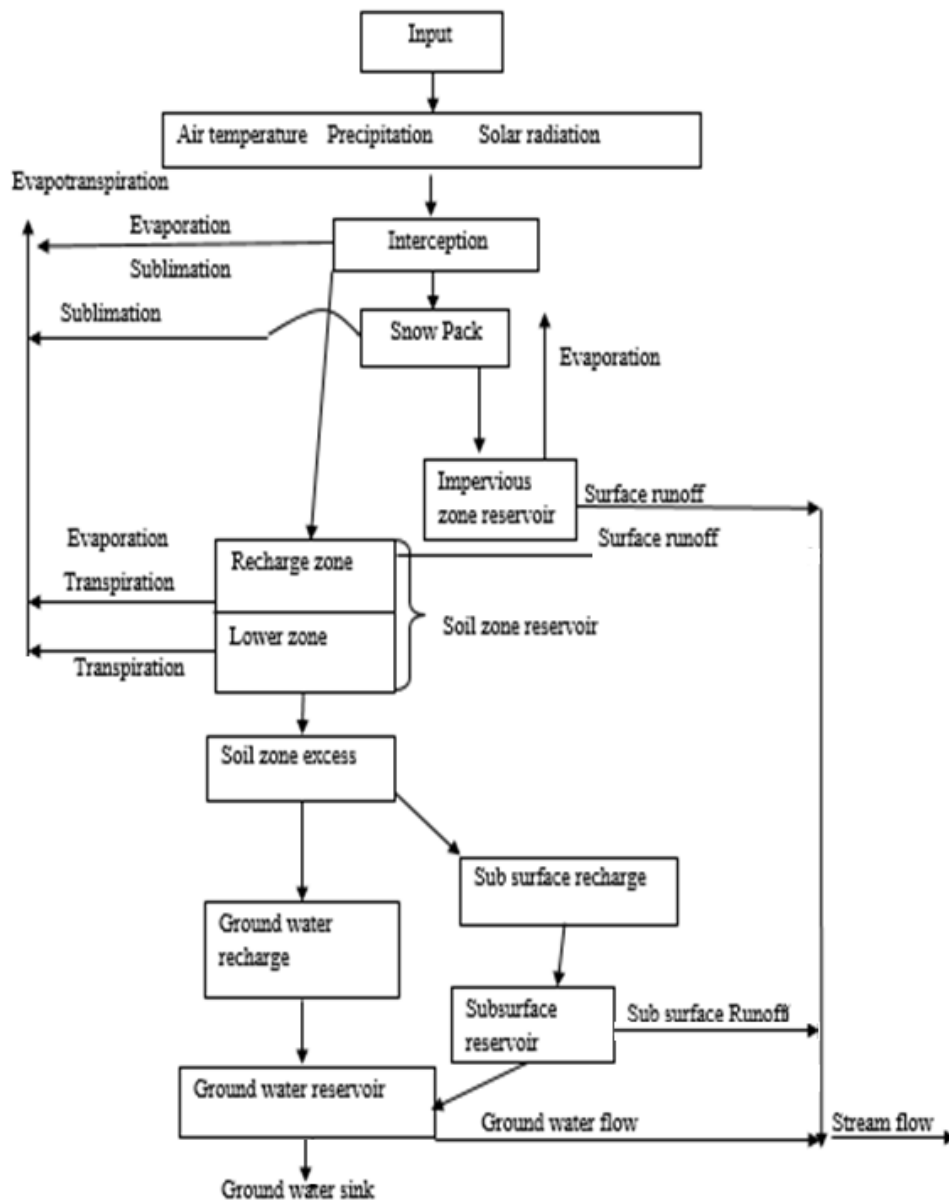 Input
Air temperature Precipitation Solar radiation
Evapotranspiration
Evaporation
Interception
Sublimation
Sublimation
Snow Pack
Evaporation
Impervious
zone reservoir
Surface runoff
Evaporation
Surface runoff
Recharge zone
Transpiration
Soil zone reservoir
Lower zone
Transpiration
Soil zone excess
Sub surface recharge
Ground water
recharge
Subsurface
reservoir
Sub surface Runoff
Ground water reservoir
Ground water flow
Stream flow
Ground water sink